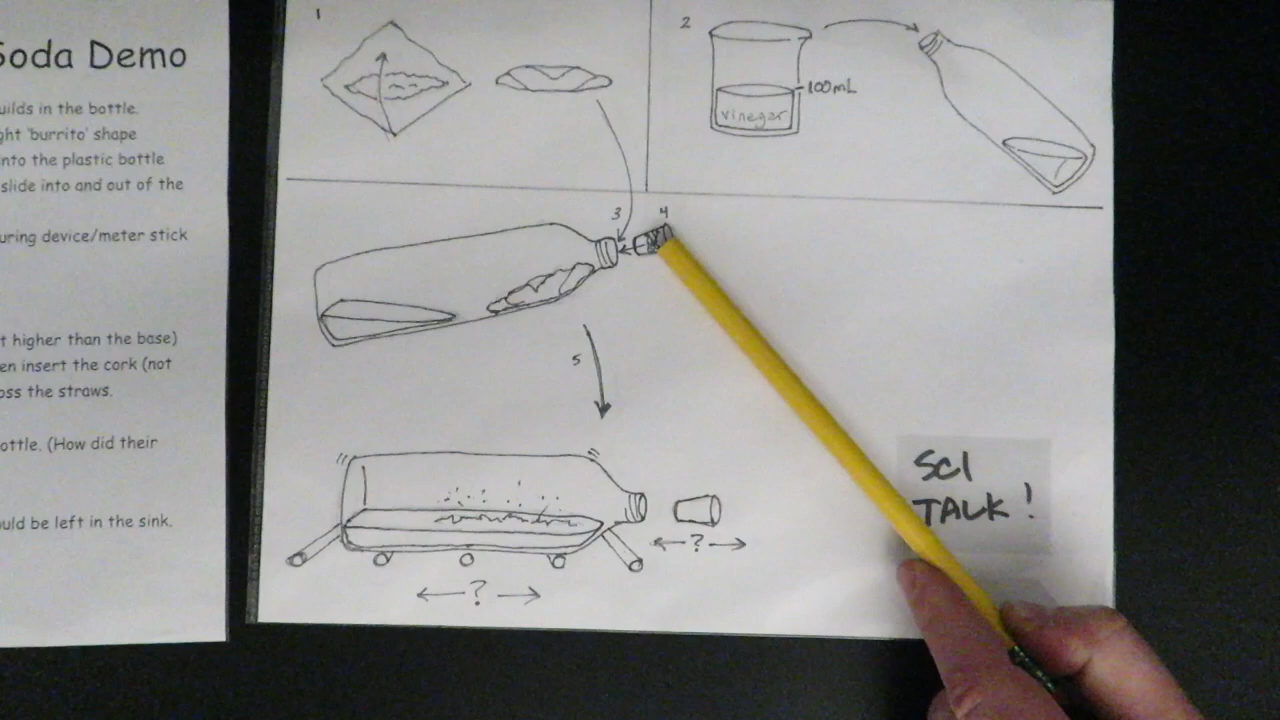 Soda Demo
uilds in the bottle.
ght 'burrito' shape
nto the plastic bottle
slide into and out of the
uring device/meter stick
t higher than the base)
en insert the cork (not
oss the straws.
ottle. (How did their
ould be left in the sink.
1
2
100mL
vinegar
3
4
5
?
?
SCI
TALK!